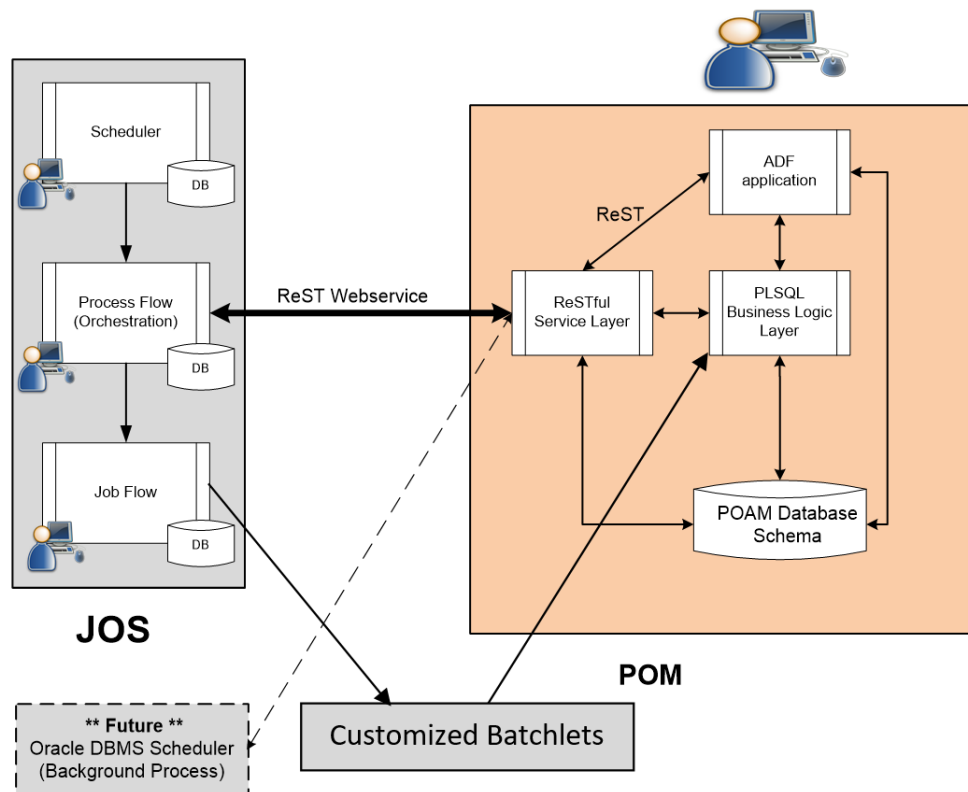 Scheduler
DB
Process Flow
(Orchestration)
DB
Job Flow
DB
JOS
ReST Webservice
ADF
application
ReST
ReSTful
Service Layer
PLSQL
Business Logic
Layer
POAM Database
Schema
POM
** Future **
Oracle DBMS Scheduler
(Background Process)
Customized Batchlets